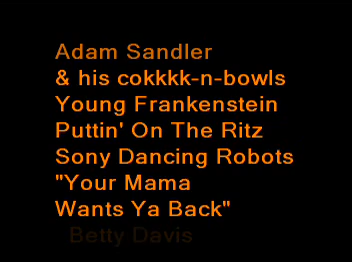 Adam Sandler
& his cokkkk-n-bowls
Young Frankenstein
Puttin' On The Ritz
Sony Dancing Robots
"Your Mama
Wants Ya Back"
Betty Davis